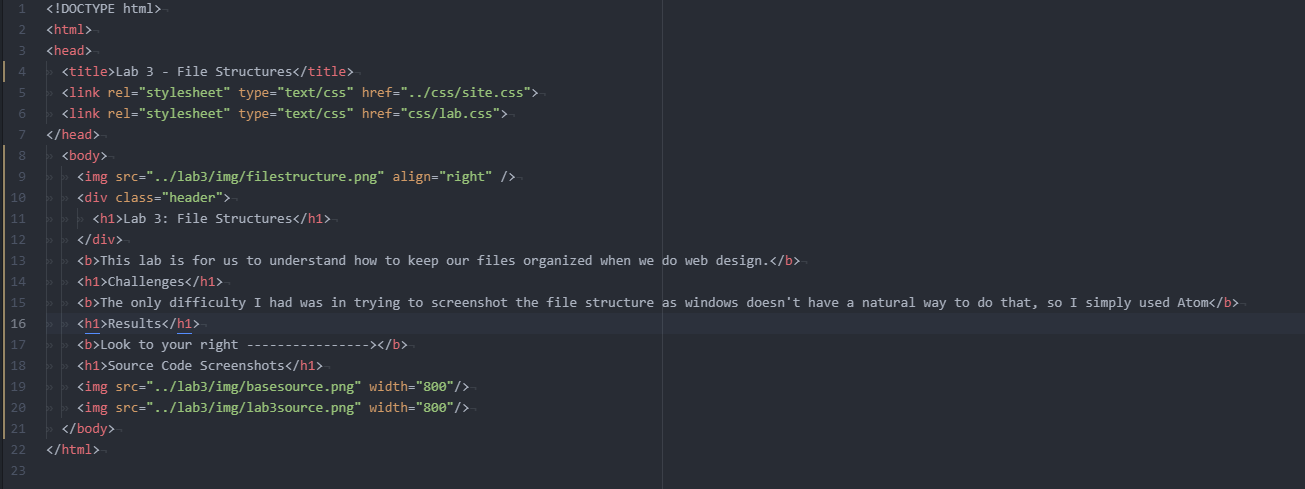 1 <!DOCTYPE html>
2 <html>
3 <head>
4 <title>Lab 3 - File Structures</title>
5 <link rel="stylesheet" type="text/css" href="../css/site.css">
6 <link rel="stylesheet" type="text/css" href="css/lab.css">
7 </head>
8 <body>
9 <img src="../lab3/img/filestructure.png" align="right" />
10 <div class="header">
11 <h1>Lab 3: File Structures</h1>
12 </div>
13 <b>This lab is for us to understand how to keep our files organized when we do web design.</b>
14 <h1>Challenges</h1>
15 <b>The only difficulty I had was in trying to screenshot the file structure as windows doesn't have a natural way to do that, so I simply used Atom</b>
16 <h1>Results</h1>
17 <b>Look to your right ----------------></b>
18 <h1>Source Code Screenshots</h1>
19 <img src="../lab3/img/basesource.png" width="800"/>
20 <img src="../lab3/img/lab3source.png" width="800"/>
21 </body>
22 </html>
23